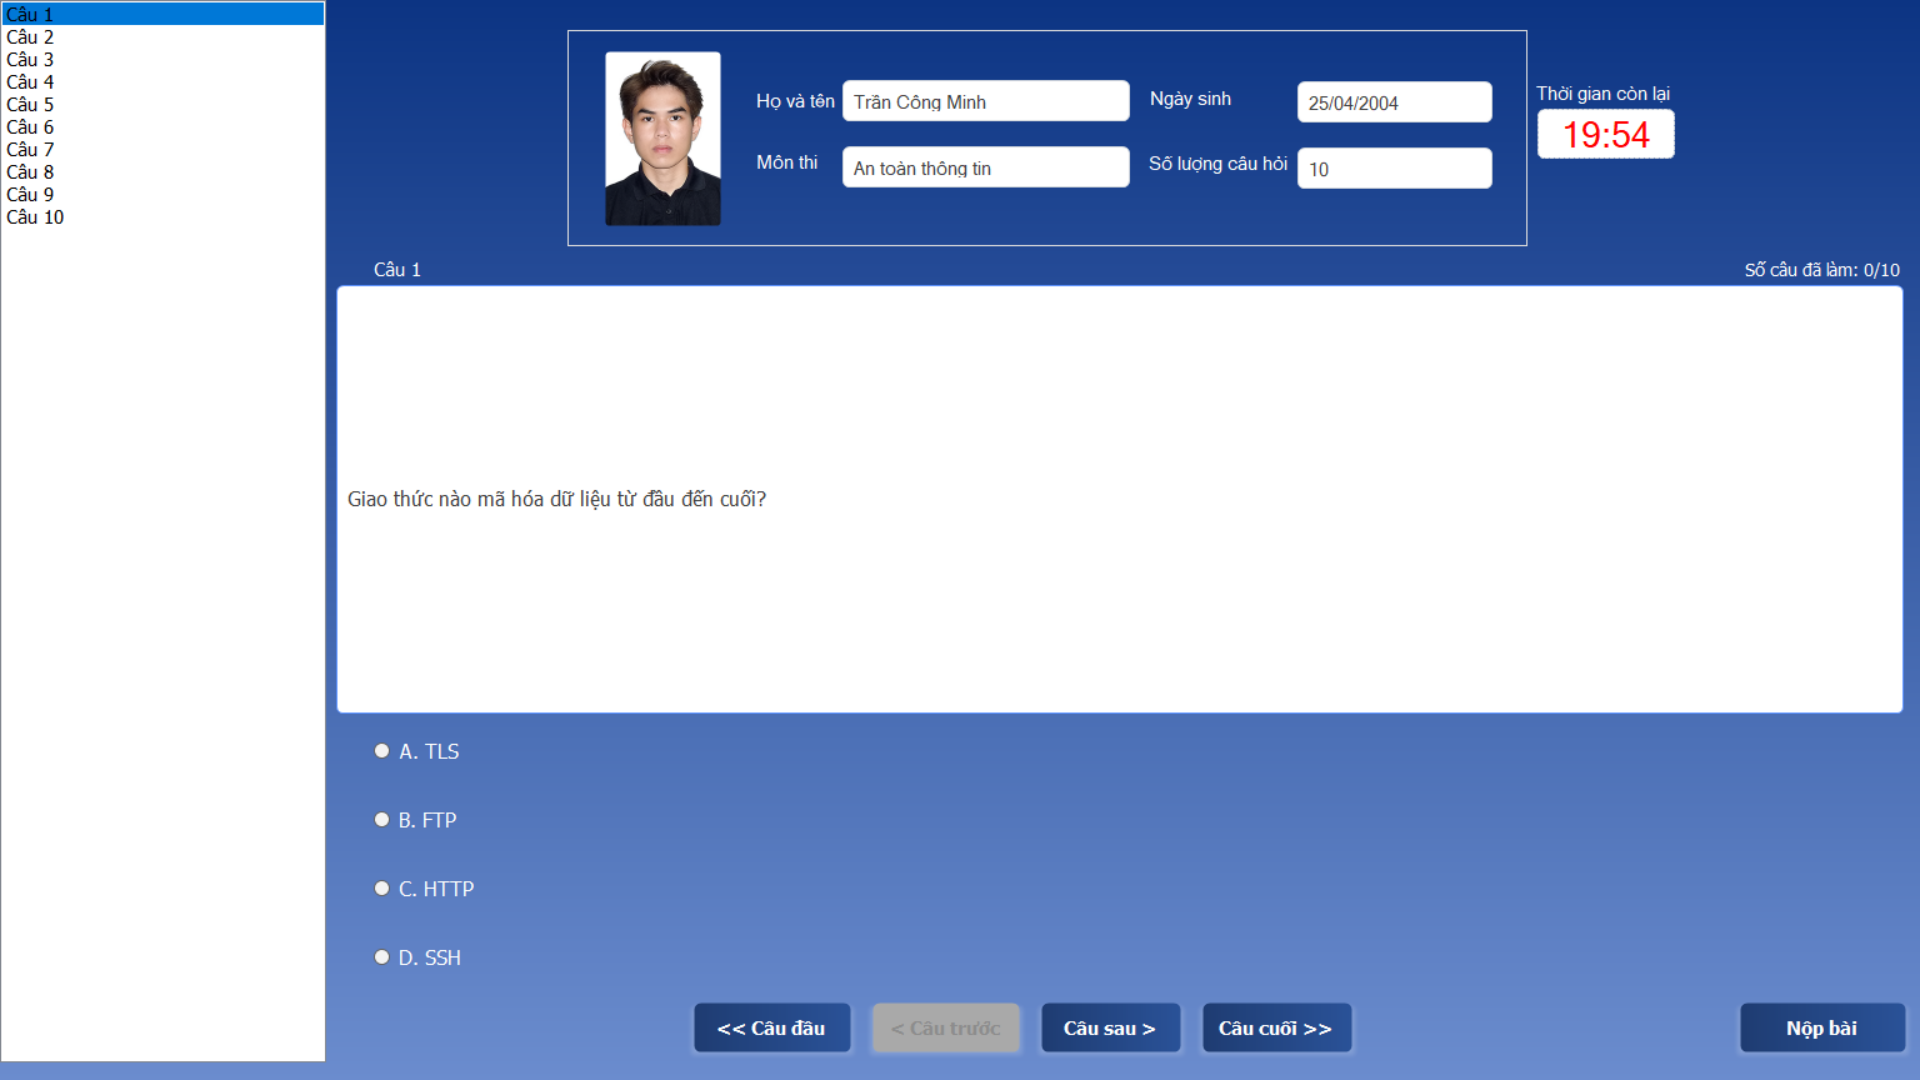 Câu 1
Câu 2
Câu 3
Câu 4
Câu 5
Câu 6
Câu 7
Câu 8
Câu 9
Câu 10
Họ và tên
Trần Công Minh
Ngày sinh
25/04/2004
Môn thi
An toàn thông tin
Số lượng câu hỏi
10
Thời gian còn lại
19:54
Câu 1
Số câu đã làm: 0/10
Giao thức nào mã hóa dữ liệu từ đầu đến cuối?
A. TLS
B. FTP
C. HTTP
D. SSH
<< Câu đầu
< Câu trước
Câu sau >
Câu cuối >>
Nộp bài